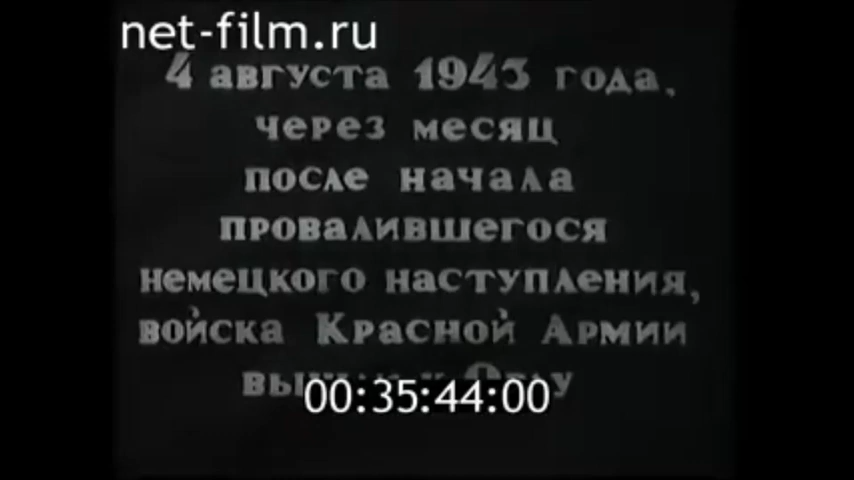 net-film.ru
4 августа 1943 года,
через месяц
после начала
провалившегося
немецкого наступления,
войска Красной Армии
00:35:44:00